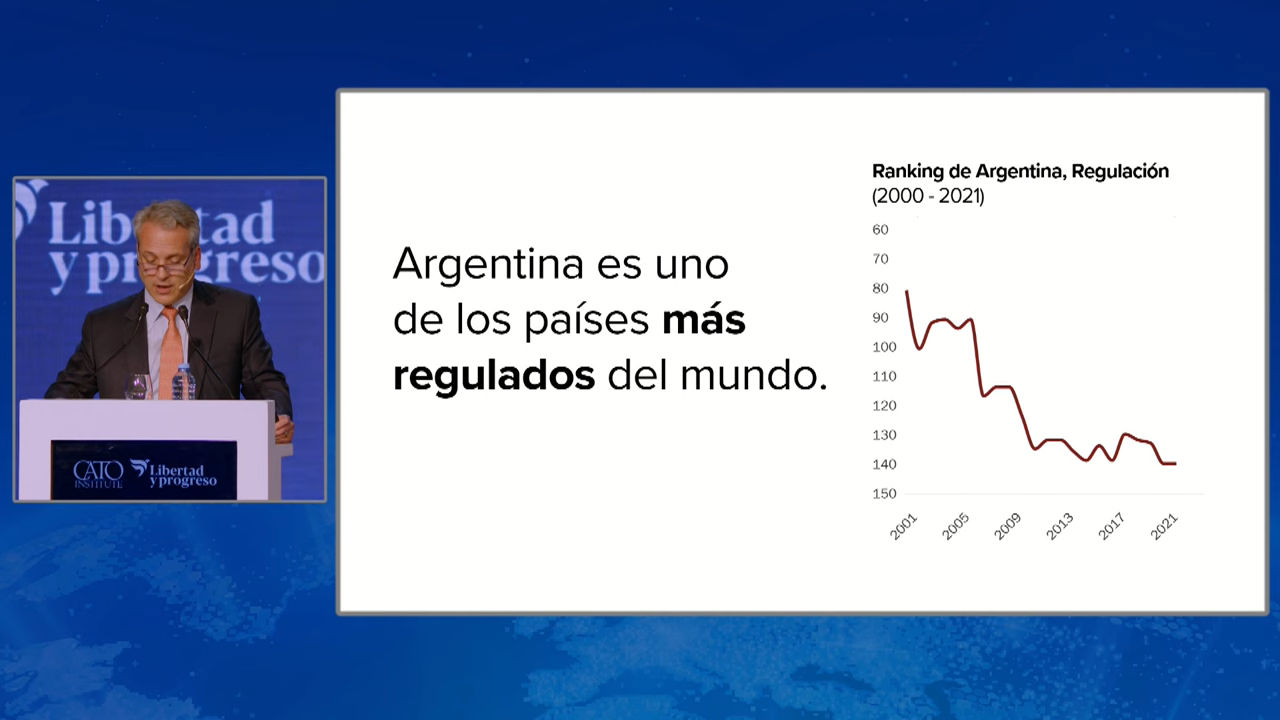 Libertad
y progreso
CATO
INSTITUTE
Libertad
y progreso
Argentina es uno
de los países más
regulados del mundo.
Ranking de Argentina, Regulación
(2000 - 2021)
60
70
80
90
100
110
120
130
140
150
2001
2005
2009
2013
2017
2021